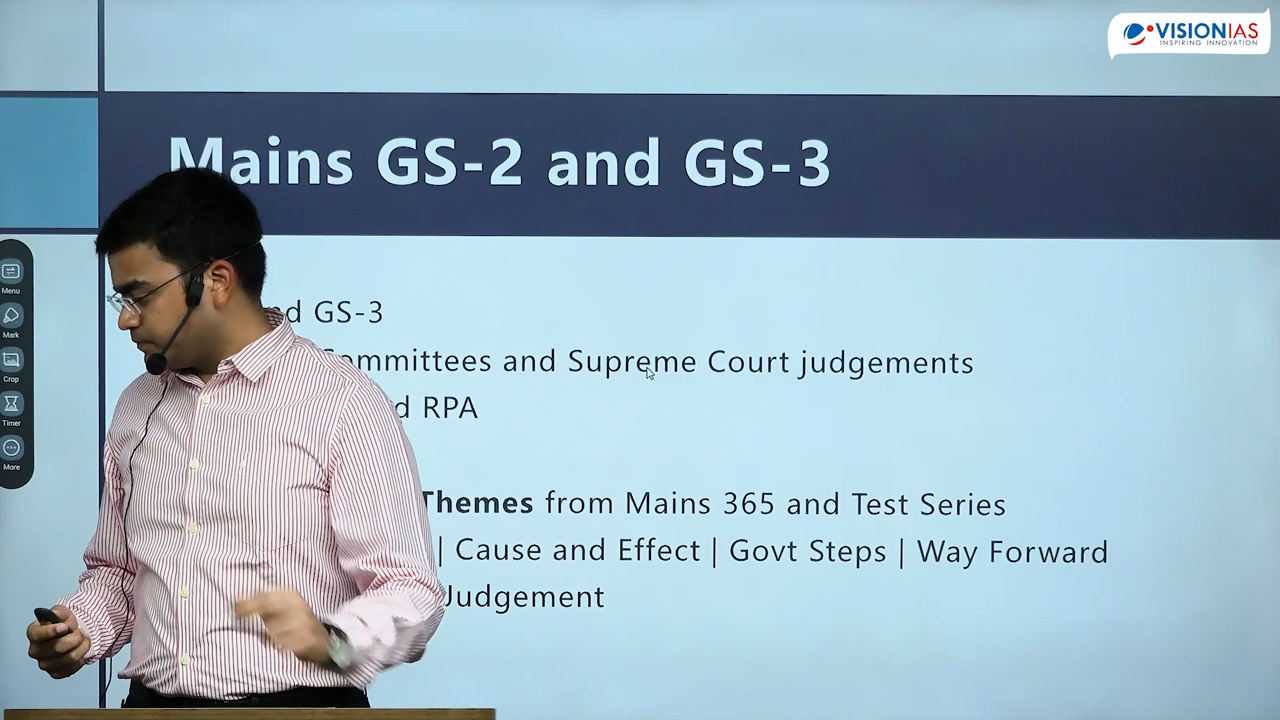 VISIONIAS
INSPIRING INNOVATION
Mains GS-2 and GS-3
GS-3
and Supreme Court judgements
RPA
Themes from Mains 365 and Test Series
| Cause and Effect | Govt Steps | Way Forward
Judgement
Menu
Mark
Crop
Timer
More